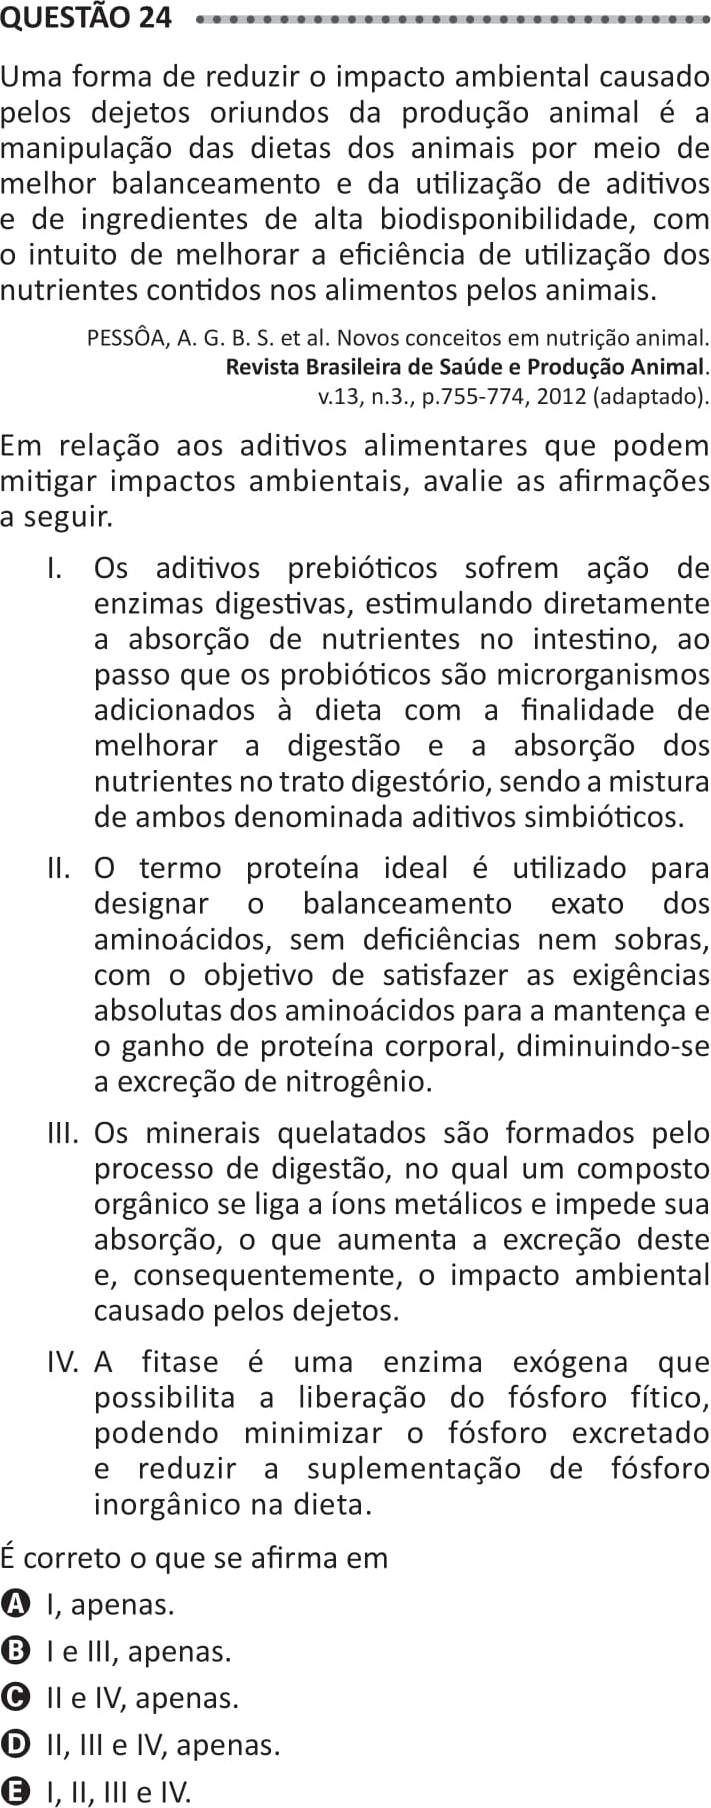 QUESTÃO 24
Uma forma de reduzir o impacto ambiental causado
pelos dejetos oriundos da produção animal é a
manipulação das dietas dos animais por meio de
melhor balanceamento e da utilização de aditivos
e de ingredientes de alta biodisponibilidade, com
o intuito de melhorar a eficiência de utilização dos
nutrientes contidos nos alimentos pelos animais.
PESSÔA, A. G. B. S. et al. Novos conceitos em nutrição animal.
Revista Brasileira de Saúde e Produção Animal.
v.13, n.3., p.755-774, 2012 (adaptado).
Em relação aos aditivos alimentares que podem
mitigar impactos ambientais, avalie as afirmações
a seguir.
I. Os aditivos prebióticos sofrem ação de
enzimas digestivas, estimulando diretamente
a absorção de nutrientes no intestino, ao
passo que os probióticos são microrganismos
adicionados à dieta com a finalidade de
melhorar a digestão e a absorção dos
nutrientes no trato digestório, sendo a mistura
de ambos denominada aditivos simbióticos.
II. O termo proteína ideal é utilizado para
designar o balanceamento exato dos
aminoácidos, sem deficiências nem sobras,
com o objetivo de satisfazer as exigências
absolutas dos aminoácidos para a mantença e
o ganho de proteína corporal, diminuindo-se
a excreção de nitrogênio.
III. Os minerais quelatados são formados pelo
processo de digestão, no qual um composto
orgânico se liga a íons metálicos e impede sua
absorção, o que aumenta a excreção deste
e, consequentemente, o impacto ambiental
causado pelos dejetos.
IV. A fitase é uma enzima exógena que
possibilita a liberação do fósforo fítico,
podendo minimizar o fósforo excretado
e reduzir a suplementação de fósforo
inorgânico na dieta.
É correto o que se afirma em
A I, apenas.
B I e III, apenas.
C II e IV, apenas.
D II, III e IV, apenas.
E I, II, III e IV.